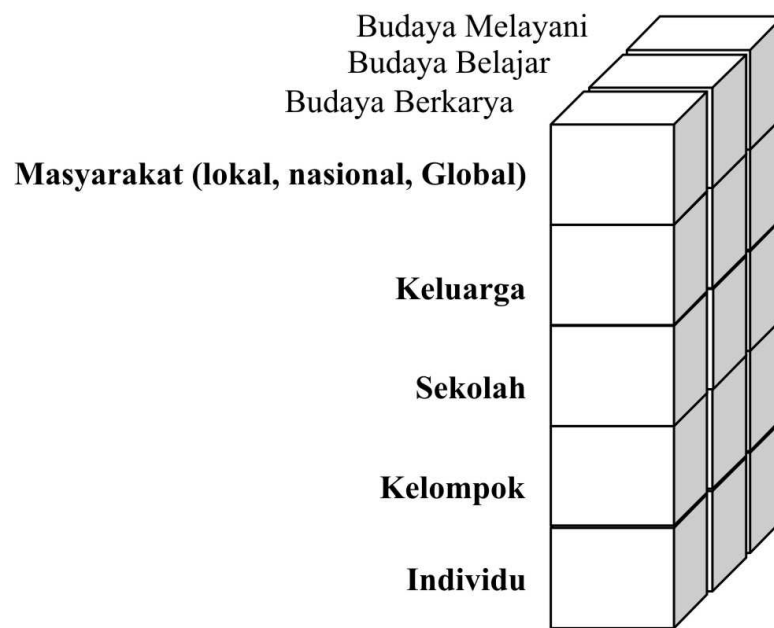 Budaya Melayani
Budaya Belajar
Budaya Berkarya
Masyarakat (lokal, nasional, Global)
Keluarga
Sekolah
Kelompok
Individu